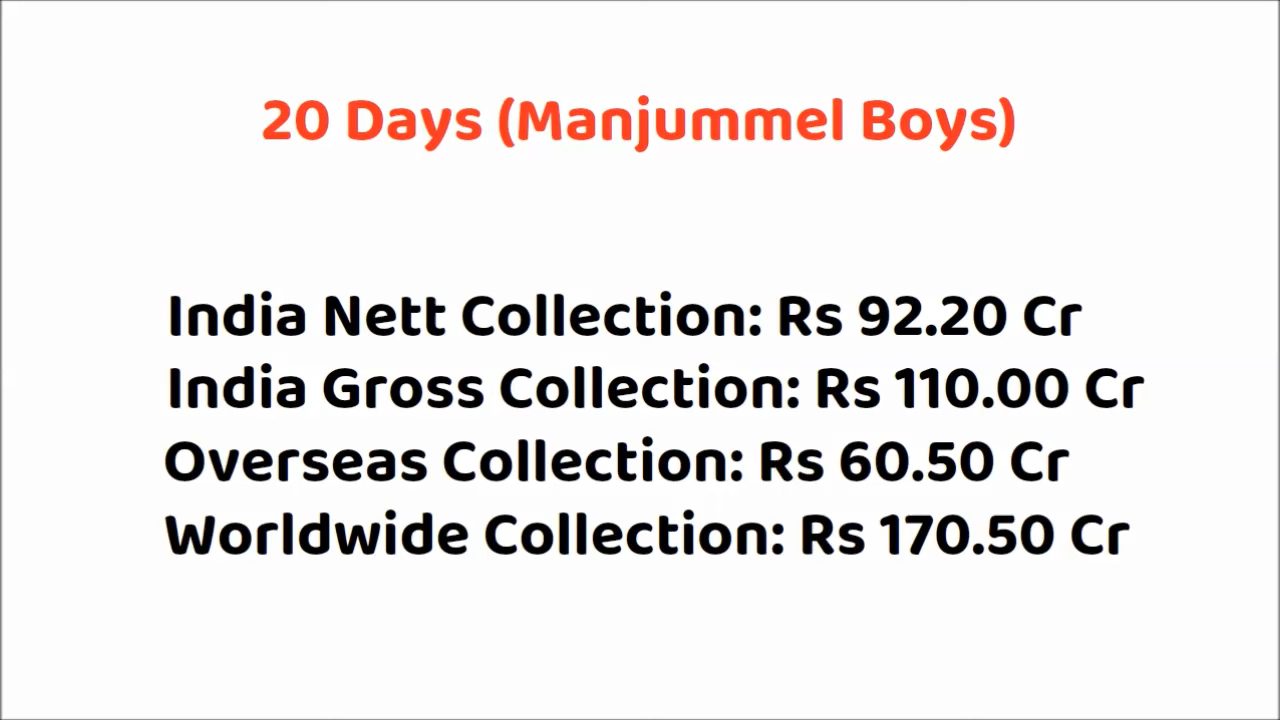 20 Days (Manjummel Boys)
India Nett Collection: Rs 92.20 Cr
India Gross Collection: Rs 110.00 Cr
Overseas Collection: Rs 60.50 Cr
Worldwide Collection: Rs 170.50 Cr